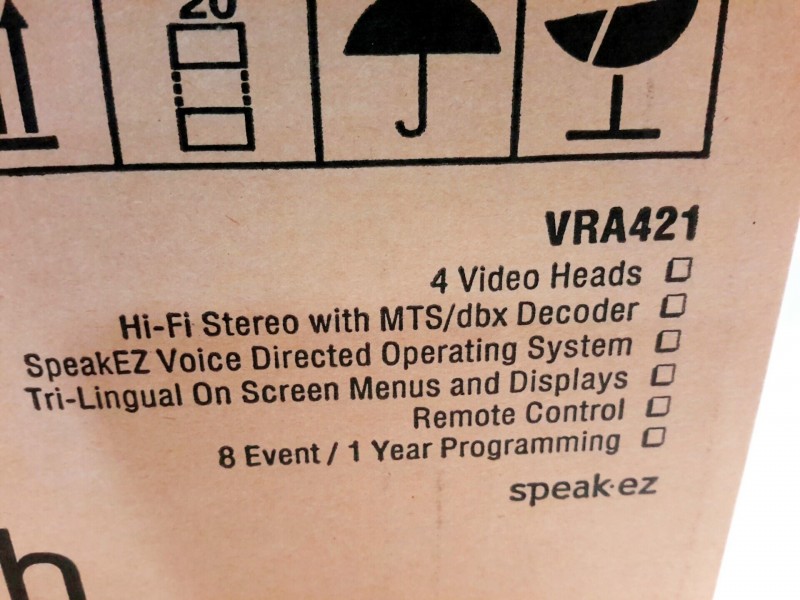 20
VRA421
4 Video Heads
Hi-Fi Stereo with MTS/dbx Decoder
SpeakEZ Voice Directed Operating System
Tri-Lingual On Screen Menus and Displays
Remote Control
8 Event / 1 Year Programming
speak·ez
h